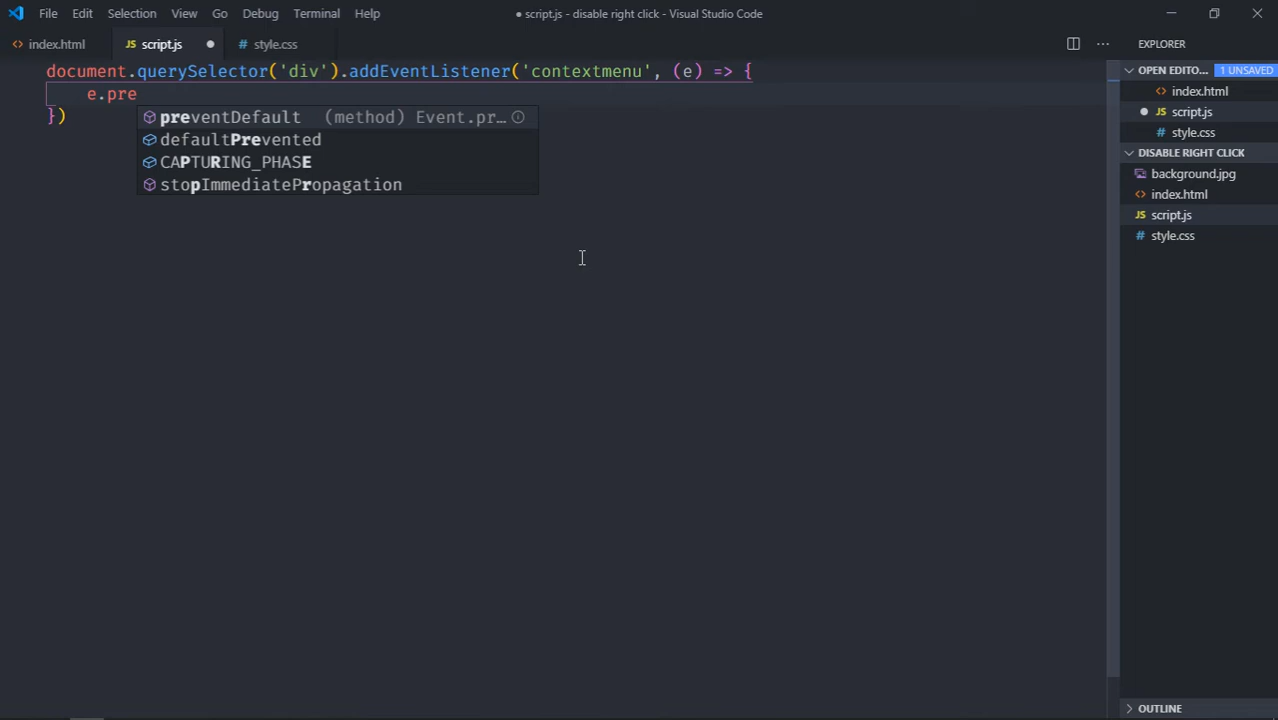 File Edit Selection View Go Debug Terminal Help ● script.js - disable right click - Visual Studio Code
index.html JS script.js ● # style.css ··· EXPLORER
document.querySelector('div').addEventListener('contextmenu', (e) => {
e.pre
})
preventDefault (method) Event.pr…
defaultPrevented
CAPTURING_PHASE
stopImmediatePropagation
OPEN EDITO... 1 UNSAVED
index.html
● JS script.js
# style.css
DISABLE RIGHT CLICK
background.jpg
index.html
JS script.js
# style.css
OUTLINE